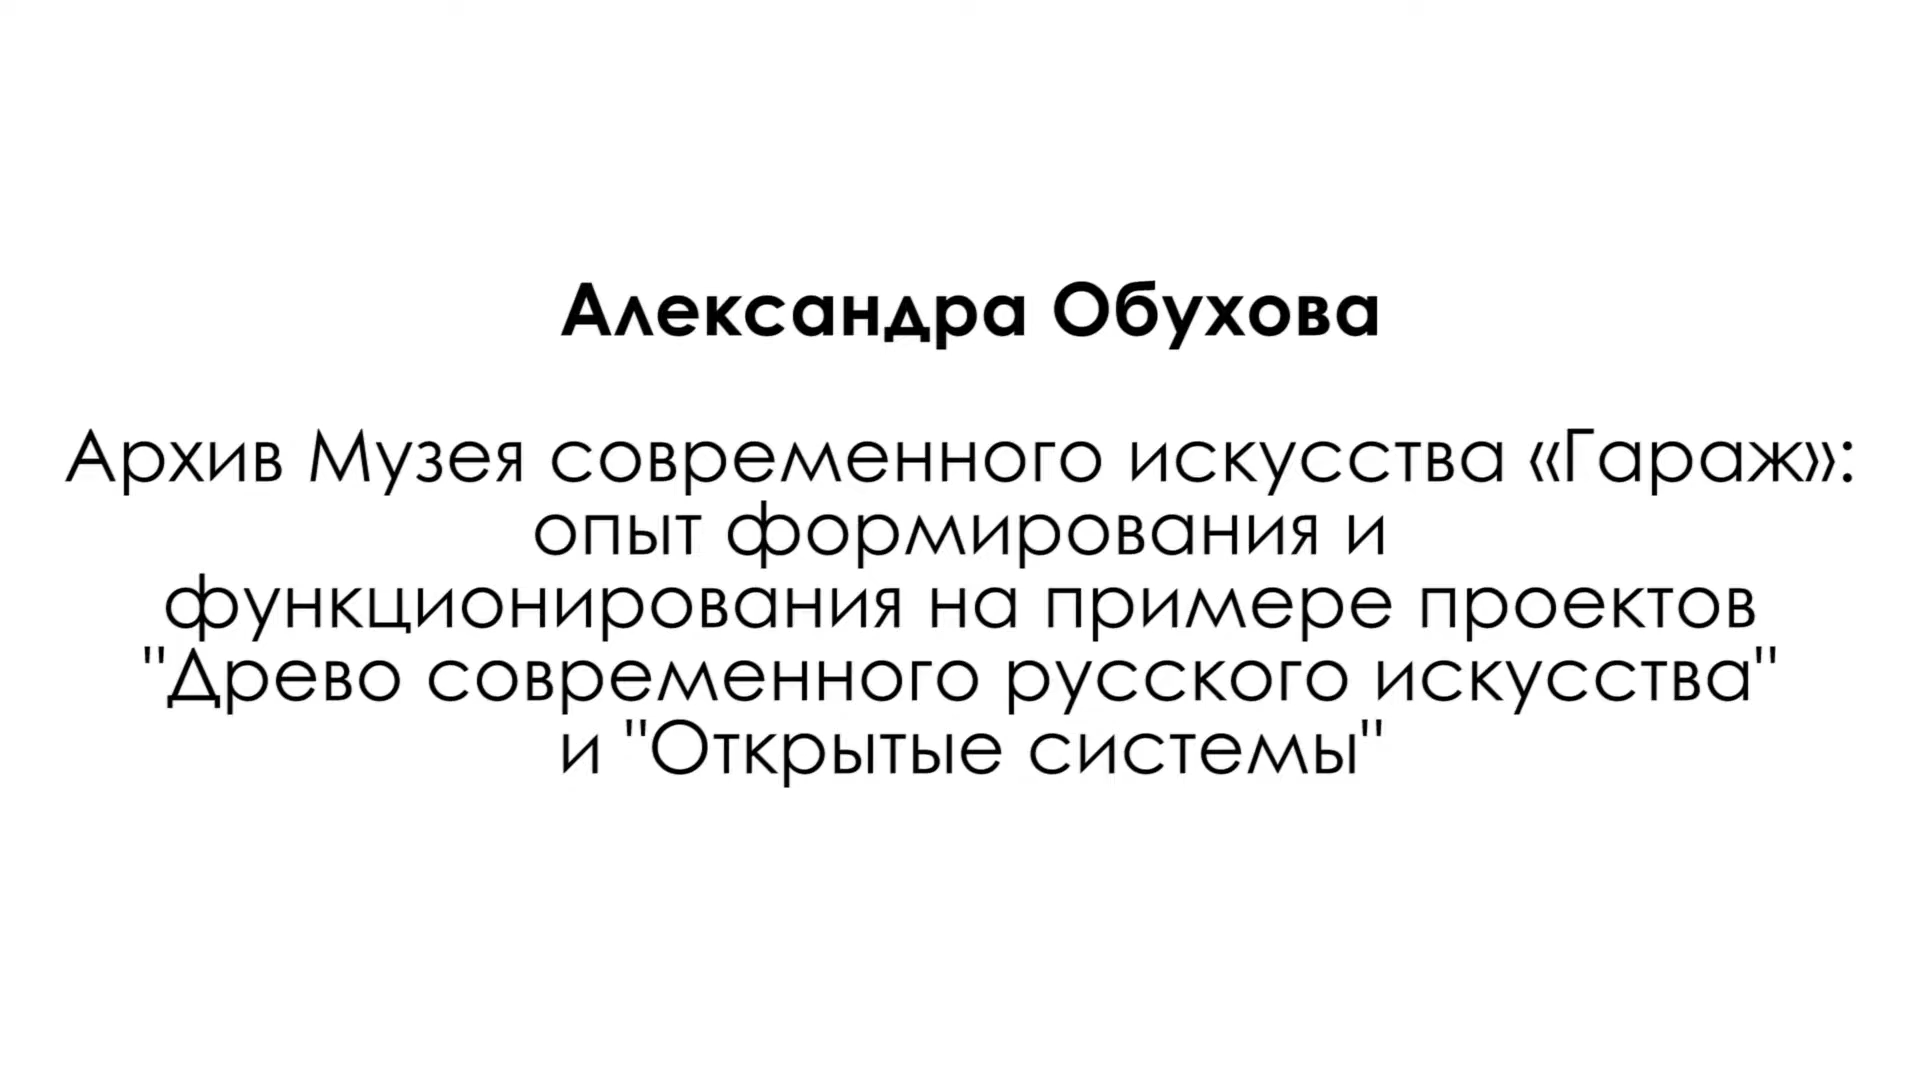 Александра Обухова
Архив Музея современного искусства «Гараж»:
опыт формирования и
функционирования на примере проектов
"Древо современного русского искусства"
и "Открытые системы"